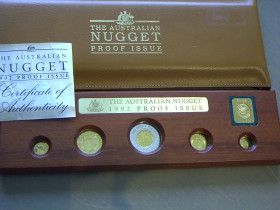 THE AUSTRALIAN
NUGGET
PROOF ISSUE
THE AUSTRALIAN
NUGGET
1992 PROOF ISSUE
Certificate of
Authenticity
THE AUSTRALIAN NUGGET
1992 PROOF ISSUE